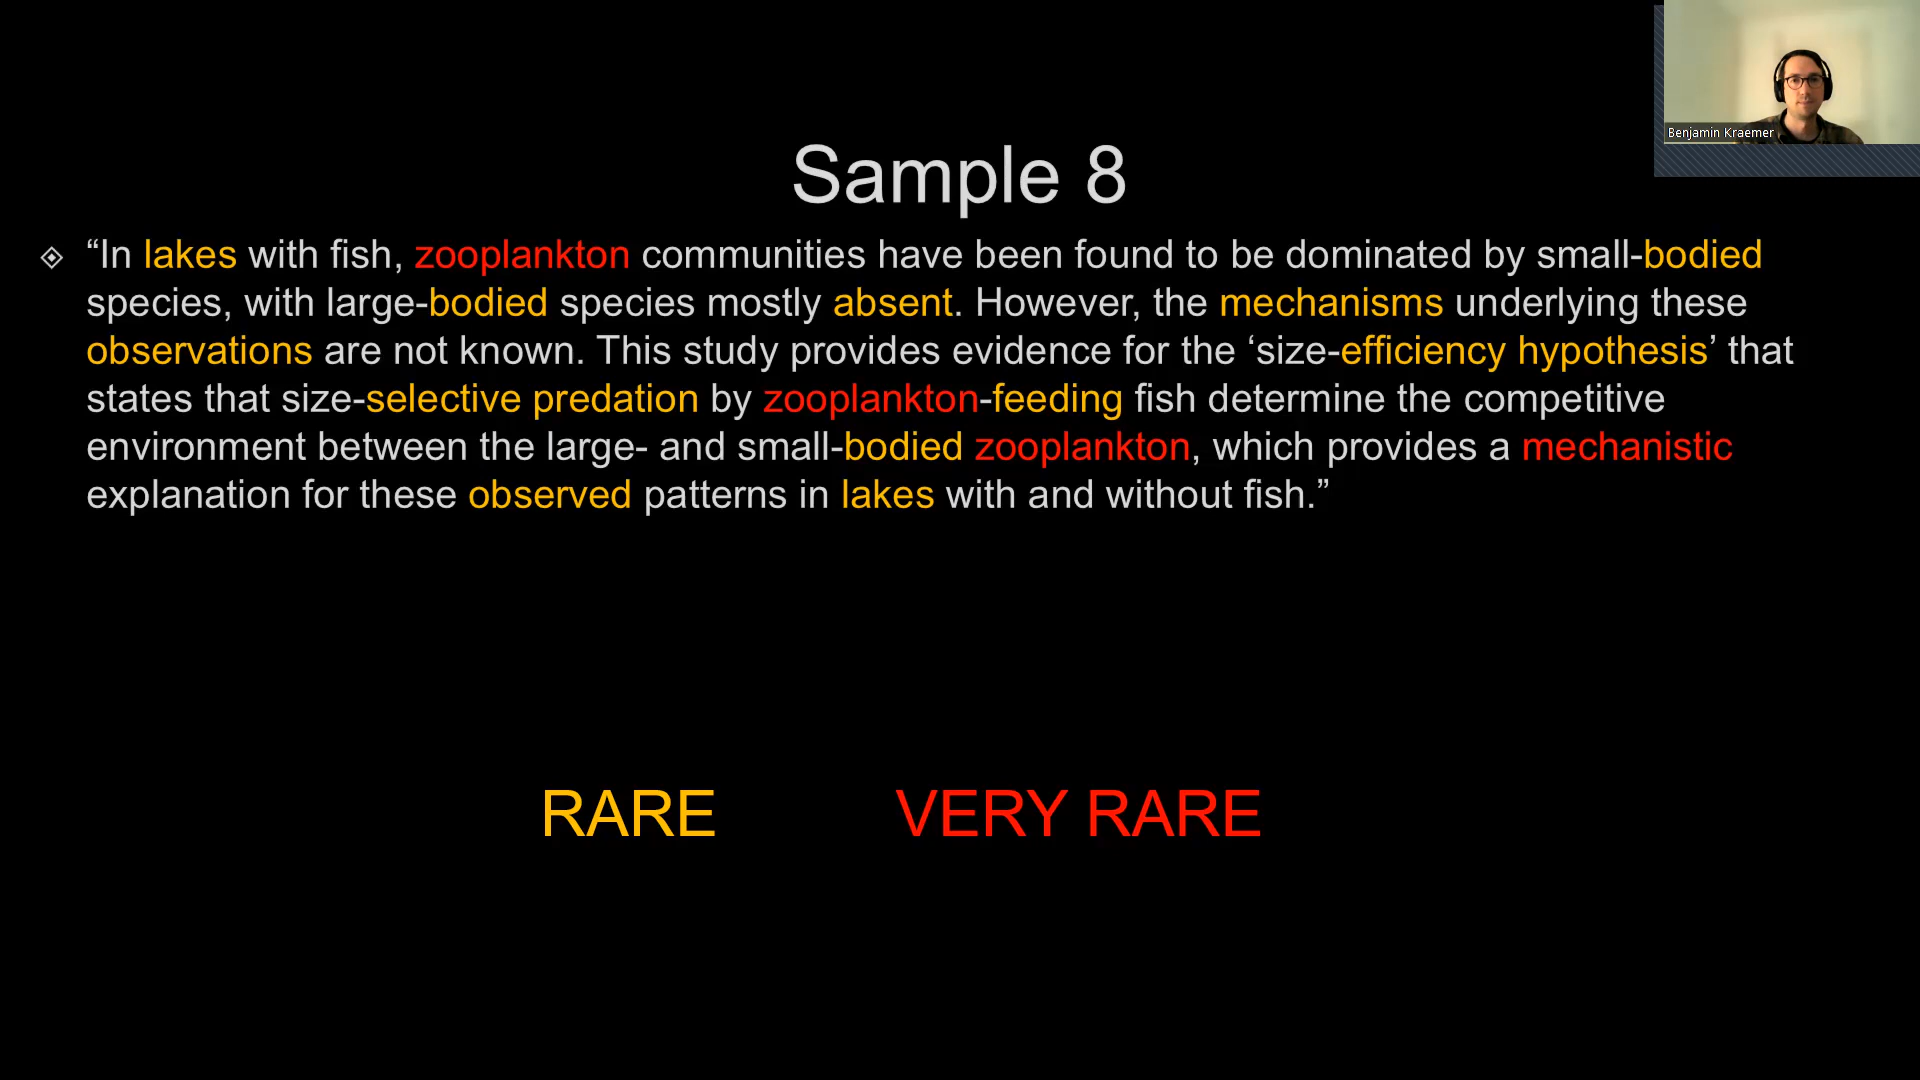 Benjamin Kraemer
Sample 8
“In lakes with fish, zooplankton communities have been found to be dominated by small-bodied
species, with large-bodied species mostly absent. However, the mechanisms underlying these
observations are not known. This study provides evidence for the ‘size-efficiency hypothesis’ that
states that size-selective predation by zooplankton-feeding fish determine the competitive
environment between the large- and small-bodied zooplankton, which provides a mechanistic
explanation for these observed patterns in lakes with and without fish.”
RARE VERY RARE